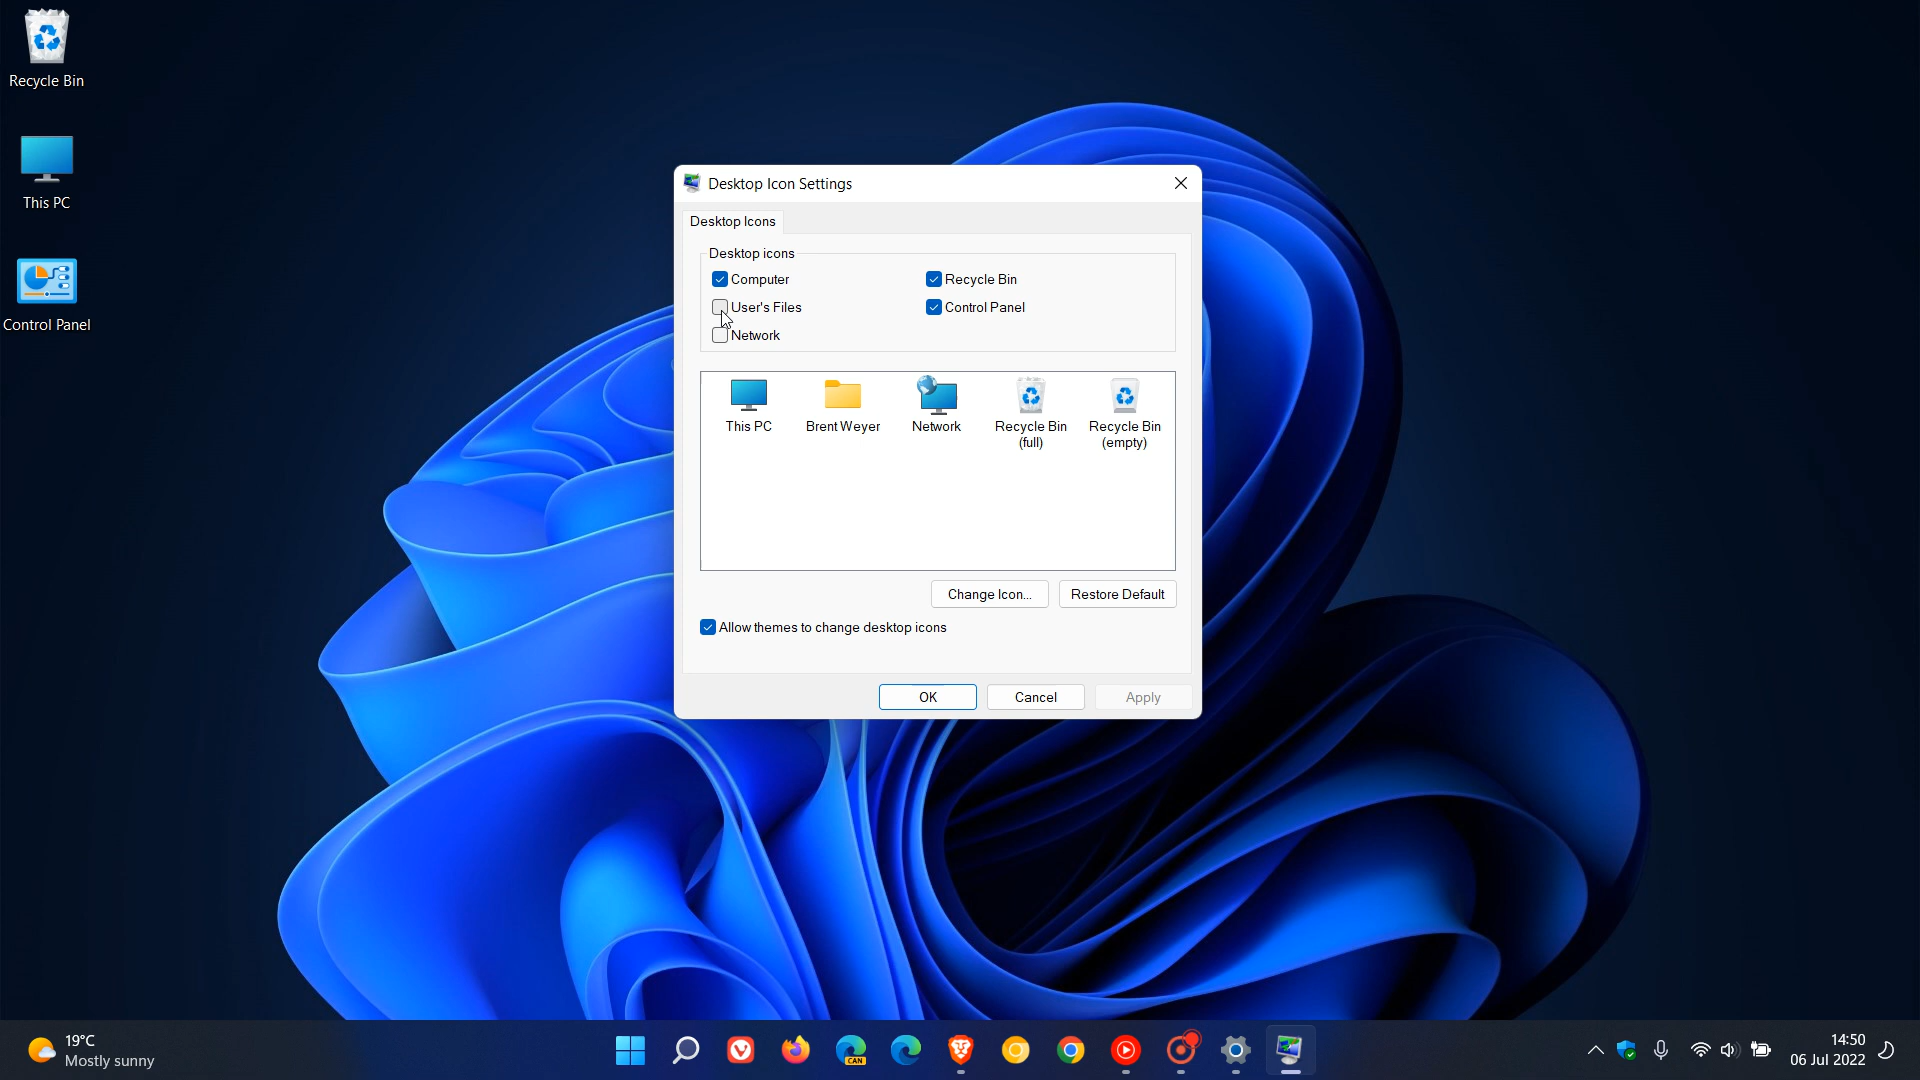 Recycle Bin
This PC
Control Panel
Desktop Icon Settings
Desktop Icons
Desktop icons
Computer
Recycle Bin
User's Files
Control Panel
Network
This PC
Brent Weyer
Network
Recycle Bin
(full)
Recycle Bin
(empty)
Change Icon...
Restore Default
Allow themes to change desktop icons
OK
Cancel
Apply
19°C
Mostly sunny
CAN
14:50
06 Jul 2022